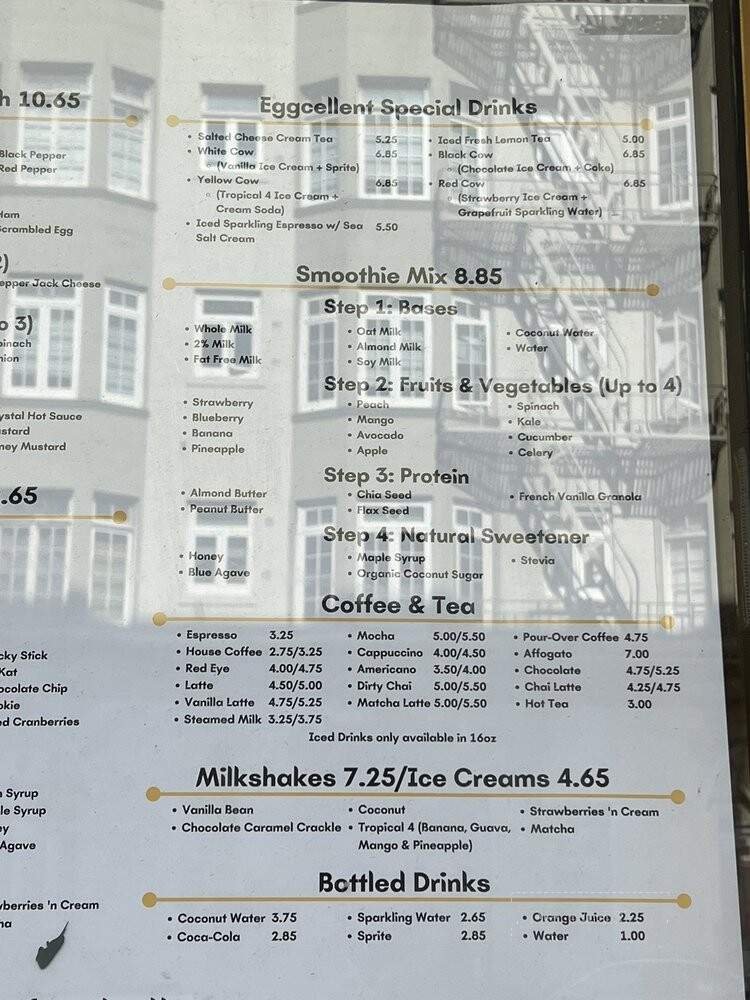 h 10.65
Black Pepper
Red Pepper
Ham
Scrambled Egg
2)
epper Jack Cheese
o 3)
pinach
nion
ystal Hot Sauce
ustard
ney Mustard
.65
cky Stick
Kat
ocolate Chip
okie
ed Cranberries
n Syrup
le Syrup
ey
Agave
wberries 'n Cream
ha
Eggcellent Special Drinks
• Salted Cheese Cream Tea 5.25 • Iced Fresh Lemon Tea 5.00
• White Cow 6.85 • Black Cow 6.85
(Vanilla Ice Cream + Sprite) (Chocolate Ice Cream + Coke)
• Yellow Cow 6.85 • Red Cow 6.85
(Tropical 4 Ice Cream + (Strawberry Ice Cream +
Cream Soda) Grapefruit Sparkling Water)
• Iced Sparkling Espresso w/ Sea 5.50
Salt Cream
Smoothie Mix 8.85
Step 1: Bases
• Whole Milk • Oat Milk • Coconut Water
• 2% Milk • Almond Milk • Water
• Fat Free Milk • Soy Milk
Step 2: Fruits & Vegetables (Up to 4)
• Strawberry • Peach • Spinach
• Blueberry • Mango • Kale
• Banana • Avocado • Cucumber
• Pineapple • Apple • Celery
Step 3: Protein
• Almond Butter • Chia Seed • French Vanilla Granola
• Peanut Butter • Flax Seed
Step 4: Natural Sweetener
• Honey • Maple Syrup • Stevia
• Blue Agave • Organic Coconut Sugar
Coffee & Tea
• Espresso 3.25 • Mocha 5.00/5.50 • Pour-Over Coffee 4.75
• House Coffee 2.75/3.25 • Cappuccino 4.00/4.50 • Affogato 7.00
• Red Eye 4.00/4.75 • Americano 3.50/4.00 • Chocolate 4.75/5.25
• Latte 4.50/5.00 • Dirty Chai 5.00/5.50 • Chai Latte 4.25/4.75
• Vanilla Latte 4.75/5.25 • Matcha Latte 5.00/5.50 • Hot Tea 3.00
• Steamed Milk 3.25/3.75
Iced Drinks only available in 16oz
Milkshakes 7.25/Ice Creams 4.65
• Vanilla Bean • Coconut • Strawberries 'n Cream
• Chocolate Caramel Crackle • Tropical 4 (Banana, Guava, • Matcha
Mango & Pineapple)
Bottled Drinks
• Coconut Water 3.75 • Sparkling Water 2.65 • Orange Juice 2.25
• Coca-Cola 2.85 • Sprite 2.85 • Water 1.00